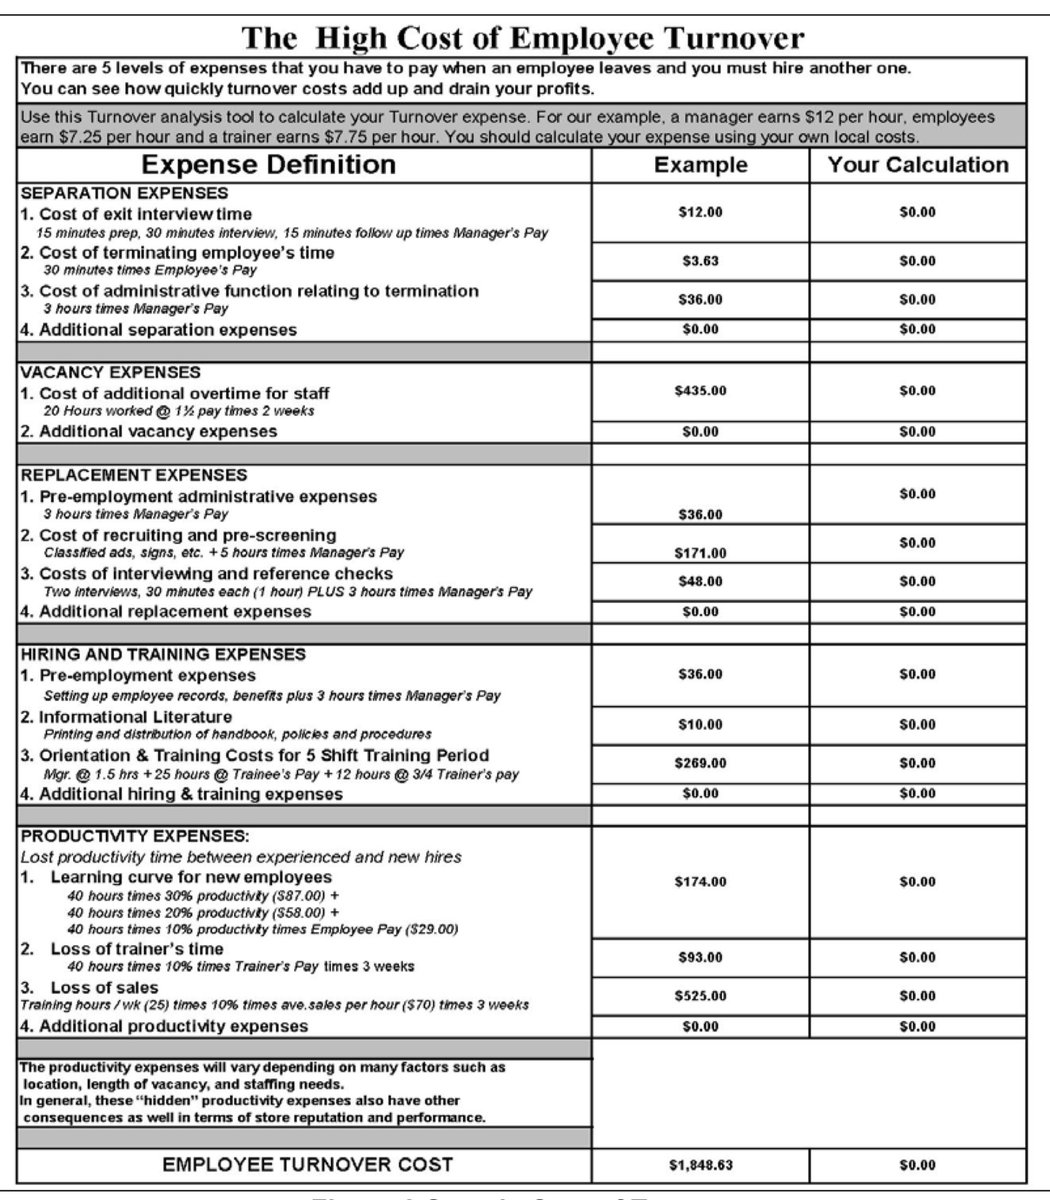 The High Cost of Employee Turnover
There are 5 levels of expenses that you have to pay when an employee leaves and you must hire another one.
You can see how quickly turnover costs add up and drain your profits.
Use this Turnover analysis tool to calculate your Turnover expense. For our example, a manager earns $12 per hour, employees
earn $7.25 per hour and a trainer earns $7.75 per hour. You should calculate your expense using your own local costs.
Expense Definition Example Your Calculation
SEPARATION EXPENSES
1. Cost of exit interview time $12.00 $0.00
15 minutes prep, 30 minutes interview, 15 minutes follow up times Manager's Pay
2. Cost of terminating employee's time $3.63 $0.00
30 minutes times Employee's Pay
3. Cost of administrative function relating to termination $36.00 $0.00
3 hours times Manager's Pay
4. Additional separation expenses $0.00 $0.00
VACANCY EXPENSES
1. Cost of additional overtime for staff $435.00 $0.00
20 Hours worked @ 1½ pay times 2 weeks
2. Additional vacancy expenses $0.00 $0.00
REPLACEMENT EXPENSES
1. Pre-employment administrative expenses $0.00
3 hours times Manager's Pay $36.00
2. Cost of recruiting and pre-screening $0.00
Classified ads, signs, etc. + 5 hours times Manager's Pay $171.00
3. Costs of interviewing and reference checks $48.00 $0.00
Two interviews, 30 minutes each (1 hour) PLUS 3 hours times Manager's Pay
4. Additional replacement expenses $0.00 $0.00
HIRING AND TRAINING EXPENSES
1. Pre-employment expenses $36.00 $0.00
Setting up employee records, benefits plus 3 hours times Manager's Pay
2. Informational Literature $10.00 $0.00
Printing and distribution of handbook, policies and procedures
3. Orientation & Training Costs for 5 Shift Training Period $269.00 $0.00
Mgr. @ 1.5 hrs + 25 hours @ Trainee's Pay + 12 hours @ 3/4 Trainer's pay
4. Additional hiring & training expenses $0.00 $0.00
PRODUCTIVITY EXPENSES:
Lost productivity time between experienced and new hires
1. Learning curve for new employees $174.00 $0.00
40 hours times 30% productivity ($87.00) +
40 hours times 20% productivity ($58.00) +
40 hours times 10% productivity times Employee Pay ($29.00)
2. Loss of trainer's time $93.00 $0.00
40 hours times 10% times Trainer's Pay times 3 weeks
3. Loss of sales $525.00 $0.00
Training hours / wk (25) times 10% times ave.sales per hour ($70) times 3 weeks
4. Additional productivity expenses $0.00 $0.00
The productivity expenses will vary depending on many factors such as
location, length of vacancy, and staffing needs.
In general, these "hidden" productivity expenses also have other
consequences as well in terms of store reputation and performance.
EMPLOYEE TURNOVER COST $1,848.63 $0.00